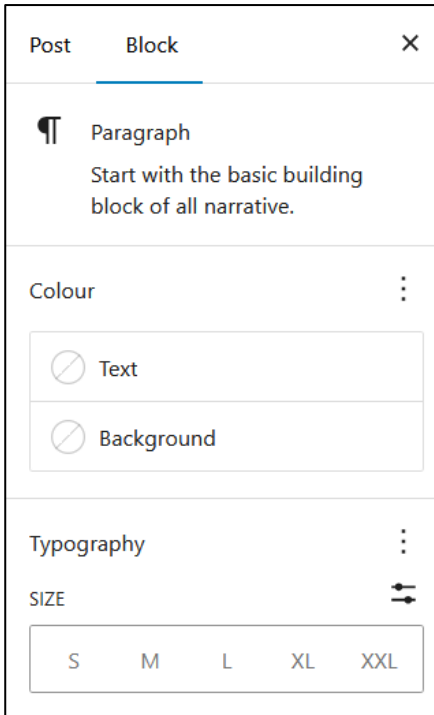 Post Block
Paragraph
Start with the basic building
block of all narrative.
Colour
Text
Background
Typography
SIZE
S M L XL XXL